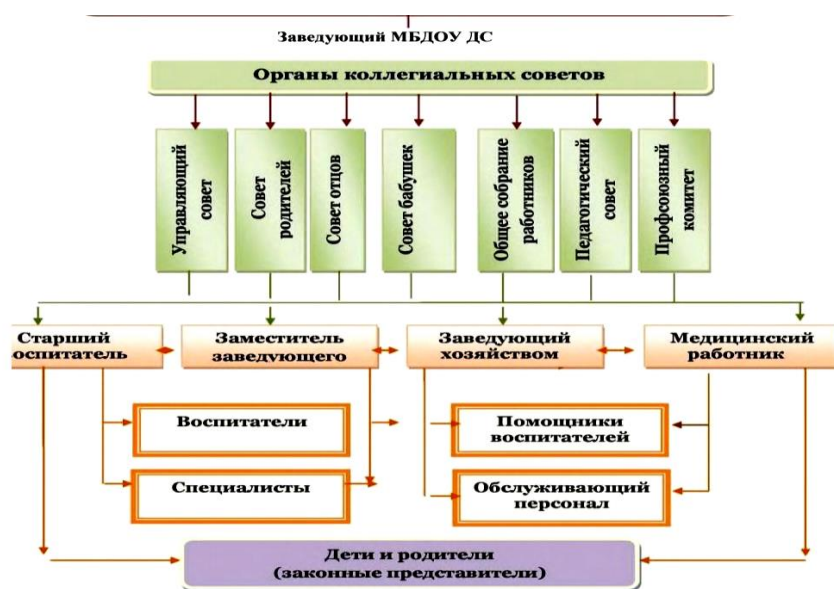 Заведующий МБДОУ ДС
Органы коллегиальных советов
Управляющий
совет
Совет
родителей
Совет отцов
Совет бабушек
Общее собрание
работников
Педагогический
совет
Профсоюзный
комитет
Старший
оспитатель
Заместитель
заведующего
Заведующий
хозяйством
Медицинский
работник
Воспитатели
Помощники
воспитателей
Специалисты
Обслуживающий
персонал
Дети и родители
(законные представители)